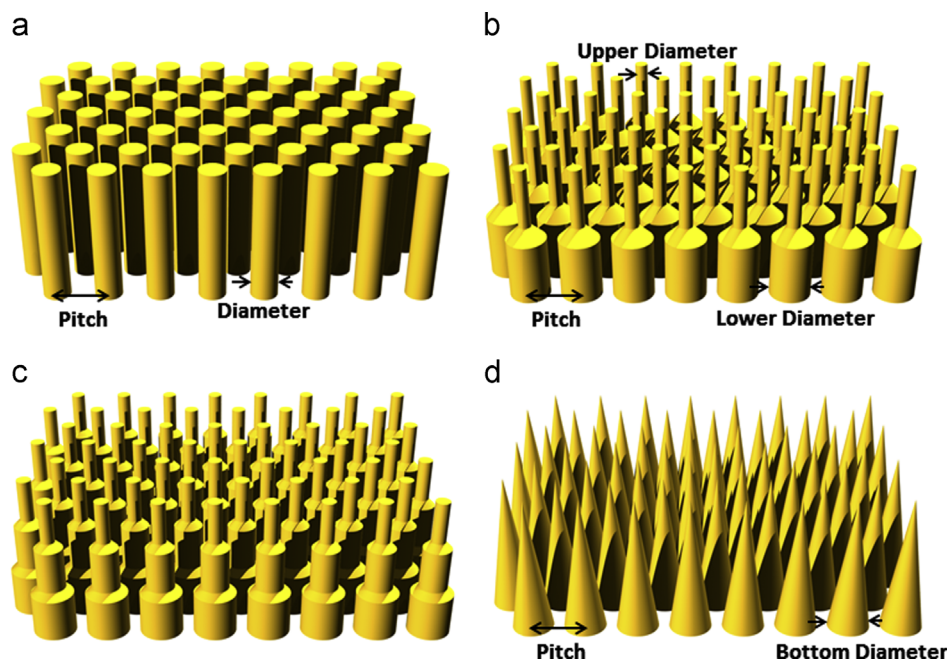 a
Pitch
Diameter
b
Upper Diameter
Pitch
Lower Diameter
c
d
Pitch
Bottom Diameter